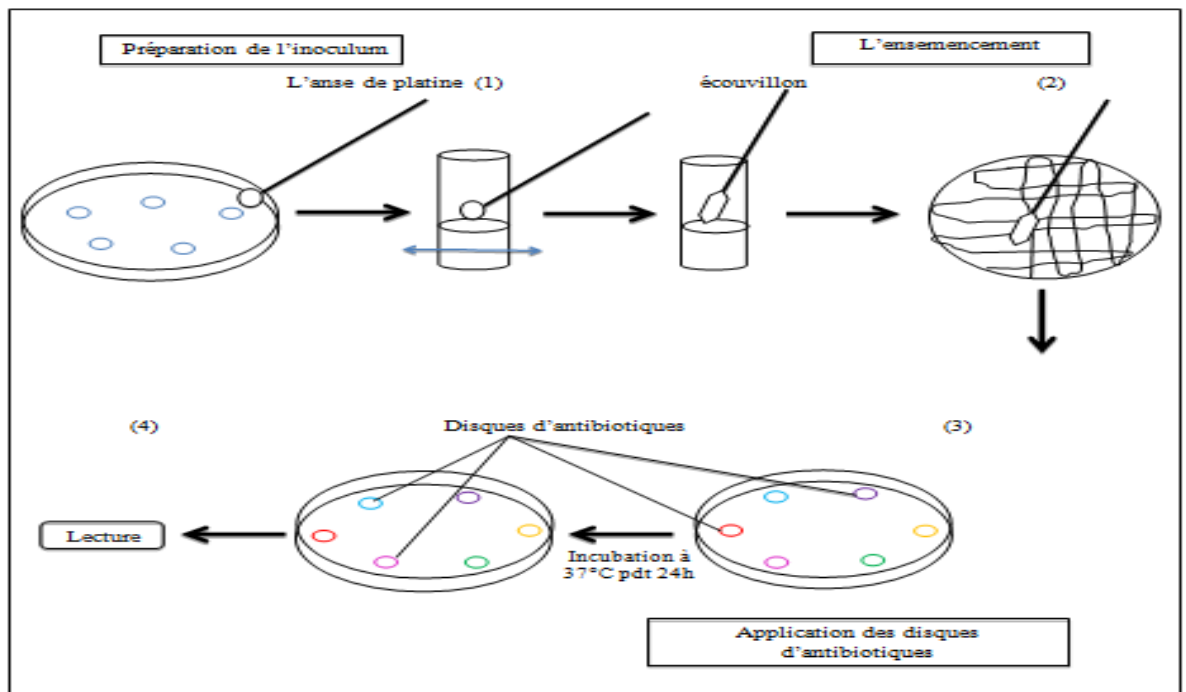 Préparation de l'inoculum
L'ensemencement
L'anse de platine (1)
écouvillon
(2)
(4)
Disques d'antibiotiques
(3)
Lecture
Incubation à
37°C pdt 24h
Application des disques
d'antibiotiques